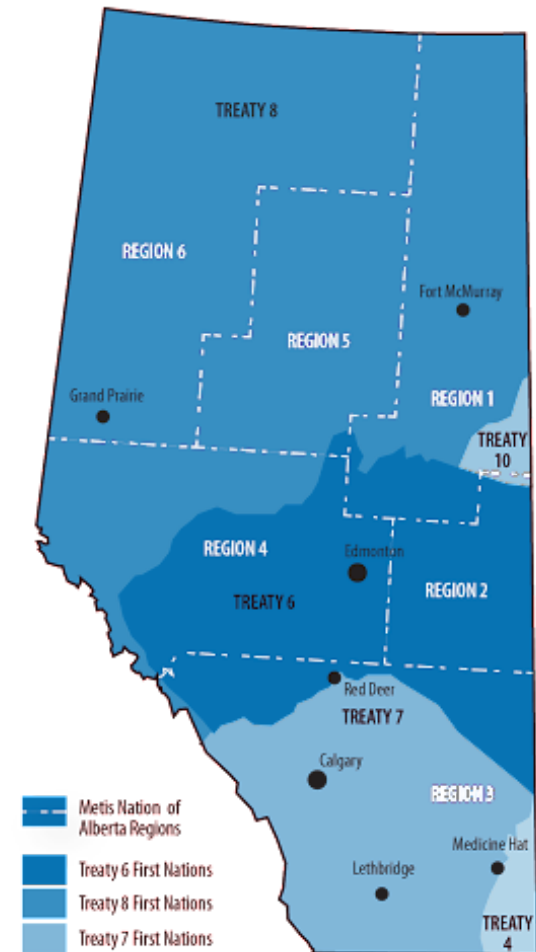 TREATY 8
REGION 6
Fort McMurray
REGION 5
Grand Prairie
REGION 1
TREATY
10
REGION 4
Edmonton
REGION 2
TREATY 6
Red Deer
TREATY 7
Calgary
REGION 3
Metis Nation of
Alberta Regions
Medicine Hat
Treaty 6 First Nations
Lethbridge
Treaty 8 First Nations
TREATY
4
Treaty 7 First Nations